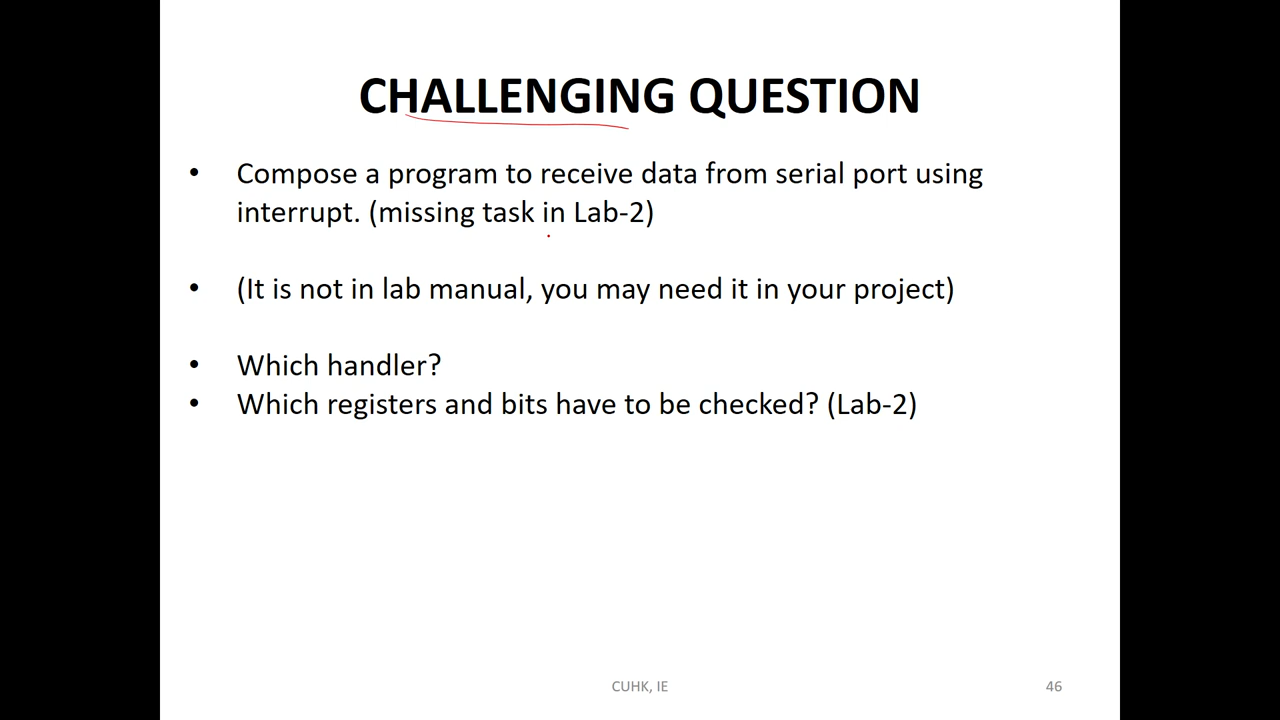 CHALLENGING QUESTION
• Compose a program to receive data from serial port using
interrupt. (missing task in Lab-2)
• (It is not in lab manual, you may need it in your project)
• Which handler?
• Which registers and bits have to be checked? (Lab-2)
CUHK, IE
46